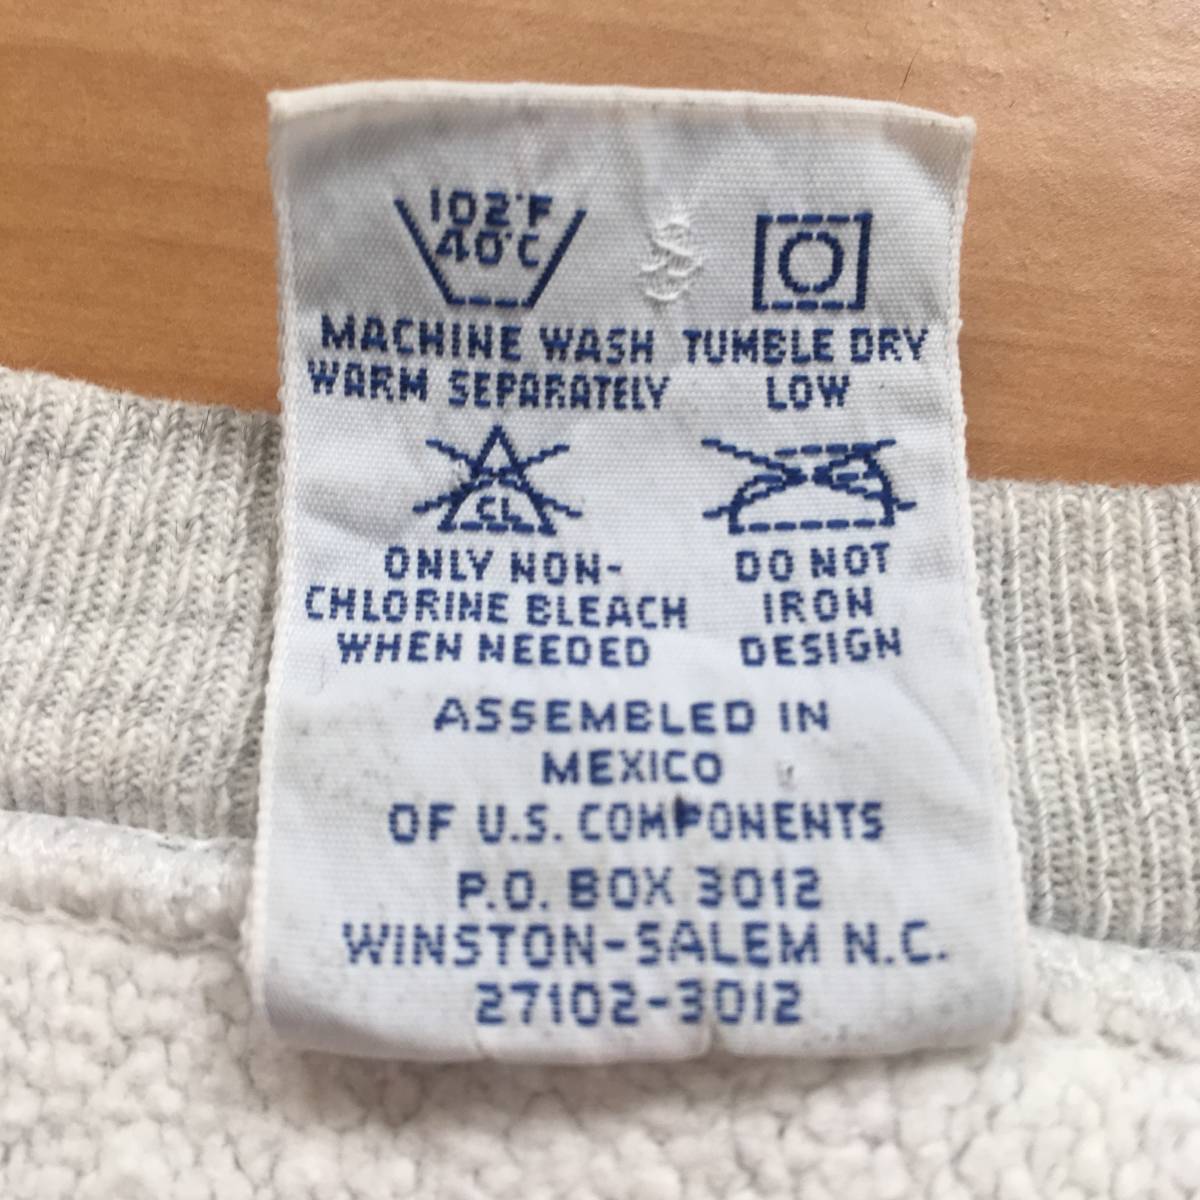 102°F
40°C
MACHINE WASH
WARM SEPARATELY
TUMBLE DRY
LOW
CL
ONLY NON-
CHLORINE BLEACH
WHEN NEEDED
DO NOT
IRON
DESIGN
ASSEMBLED IN
MEXICO
OF U.S. COMPONENTS
P.O. BOX 3012
WINSTON-SALEM N.C.
27102-3012